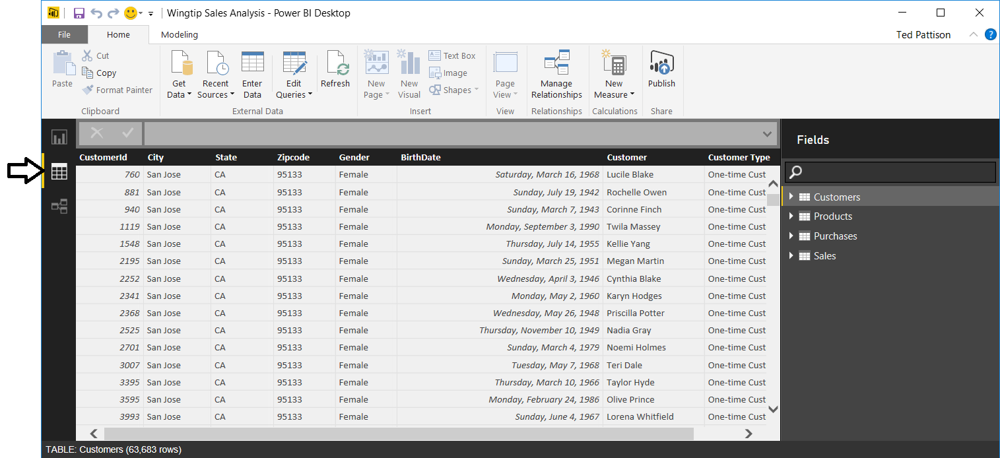 Wingtip Sales Analysis - Power BI Desktop
File Home Modeling Ted Pattison ?
Paste Cut Copy Format Painter
Get Data Recent Sources Enter Data Edit Queries Refresh
New Page New Visual Text Box Image Shapes
Page View Manage Relationships New Measure Publish
Clipboard External Data Insert View Relationships Calculations Share
CustomerId City State Zipcode Gender BirthDate Customer Customer Type
760 San Jose CA 95133 Female Saturday, March 16, 1968 Lucile Blake One-time Cust
881 San Jose CA 95133 Female Sunday, July 19, 1942 Rochelle Owen One-time Cust
940 San Jose CA 95133 Female Sunday, March 7, 1943 Corinne Finch One-time Cust
1119 San Jose CA 95133 Female Monday, September 3, 1990 Twila Massey One-time Cust
1548 San Jose CA 95133 Female Thursday, July 14, 1955 Kellie Yang One-time Cust
2195 San Jose CA 95133 Female Sunday, March 25, 1951 Megan Martin One-time Cust
2252 San Jose CA 95133 Female Wednesday, April 3, 1946 Cynthia Blake One-time Cust
2341 San Jose CA 95133 Female Monday, May 2, 1960 Karyn Hodges One-time Cust
2368 San Jose CA 95133 Female Wednesday, May 26, 1948 Priscilla Potter One-time Cust
2525 San Jose CA 95133 Female Thursday, November 10, 1949 Nadia Gray One-time Cust
2701 San Jose CA 95133 Female Sunday, March 4, 1979 Noemi Holmes One-time Cust
3007 San Jose CA 95133 Female Tuesday, May 7, 1968 Teri Dale One-time Cust
3395 San Jose CA 95133 Female Thursday, March 10, 1966 Taylor Hyde One-time Cust
3595 San Jose CA 95133 Female Monday, February 24, 1986 Olive Prince One-time Cust
3993 San Jose CA 95133 Female Sunday, June 4, 1967 Lorena Whitfield One-time Cust
Fields
Customers
Products
Purchases
Sales
TABLE: Customers (63,683 rows)